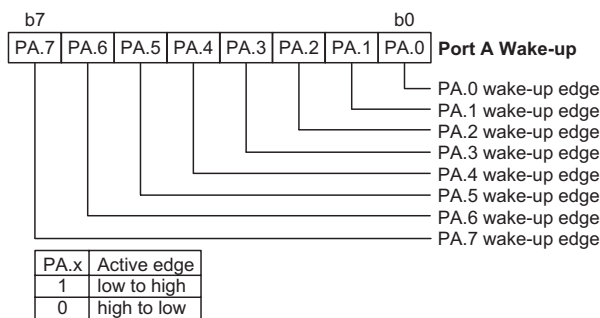 b7 b0
PA.7 PA.6 PA.5 PA.4 PA.3 PA.2 PA.1 PA.0 Port A Wake-up
PA.0 wake-up edge
PA.1 wake-up edge
PA.2 wake-up edge
PA.3 wake-up edge
PA.4 wake-up edge
PA.5 wake-up edge
PA.6 wake-up edge
PA.7 wake-up edge
PA.x Active edge
1 low to high
0 high to low